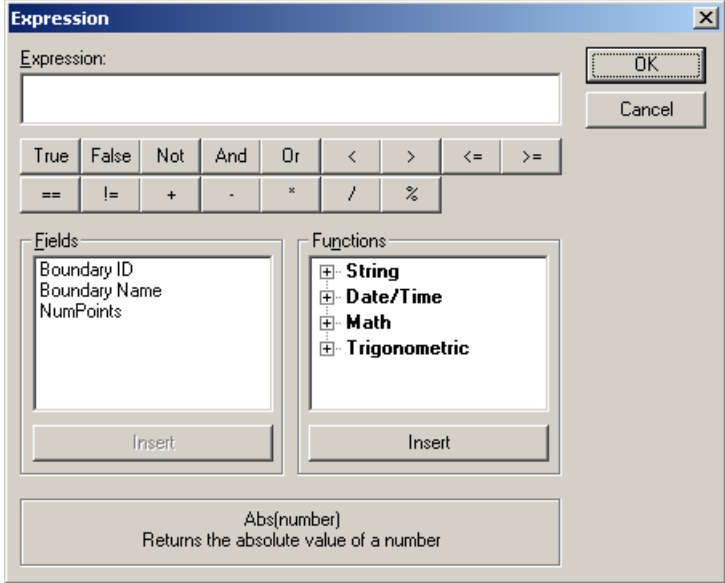 Expression
Expression:
OK
Cancel
True False Not And Or < > <= >=
== != + - * / %
Fields
Boundary ID
Boundary Name
NumPoints
Insert
Functions
String
Date/Time
Math
Trigonometric
Insert
Abs(number)
Returns the absolute value of a number